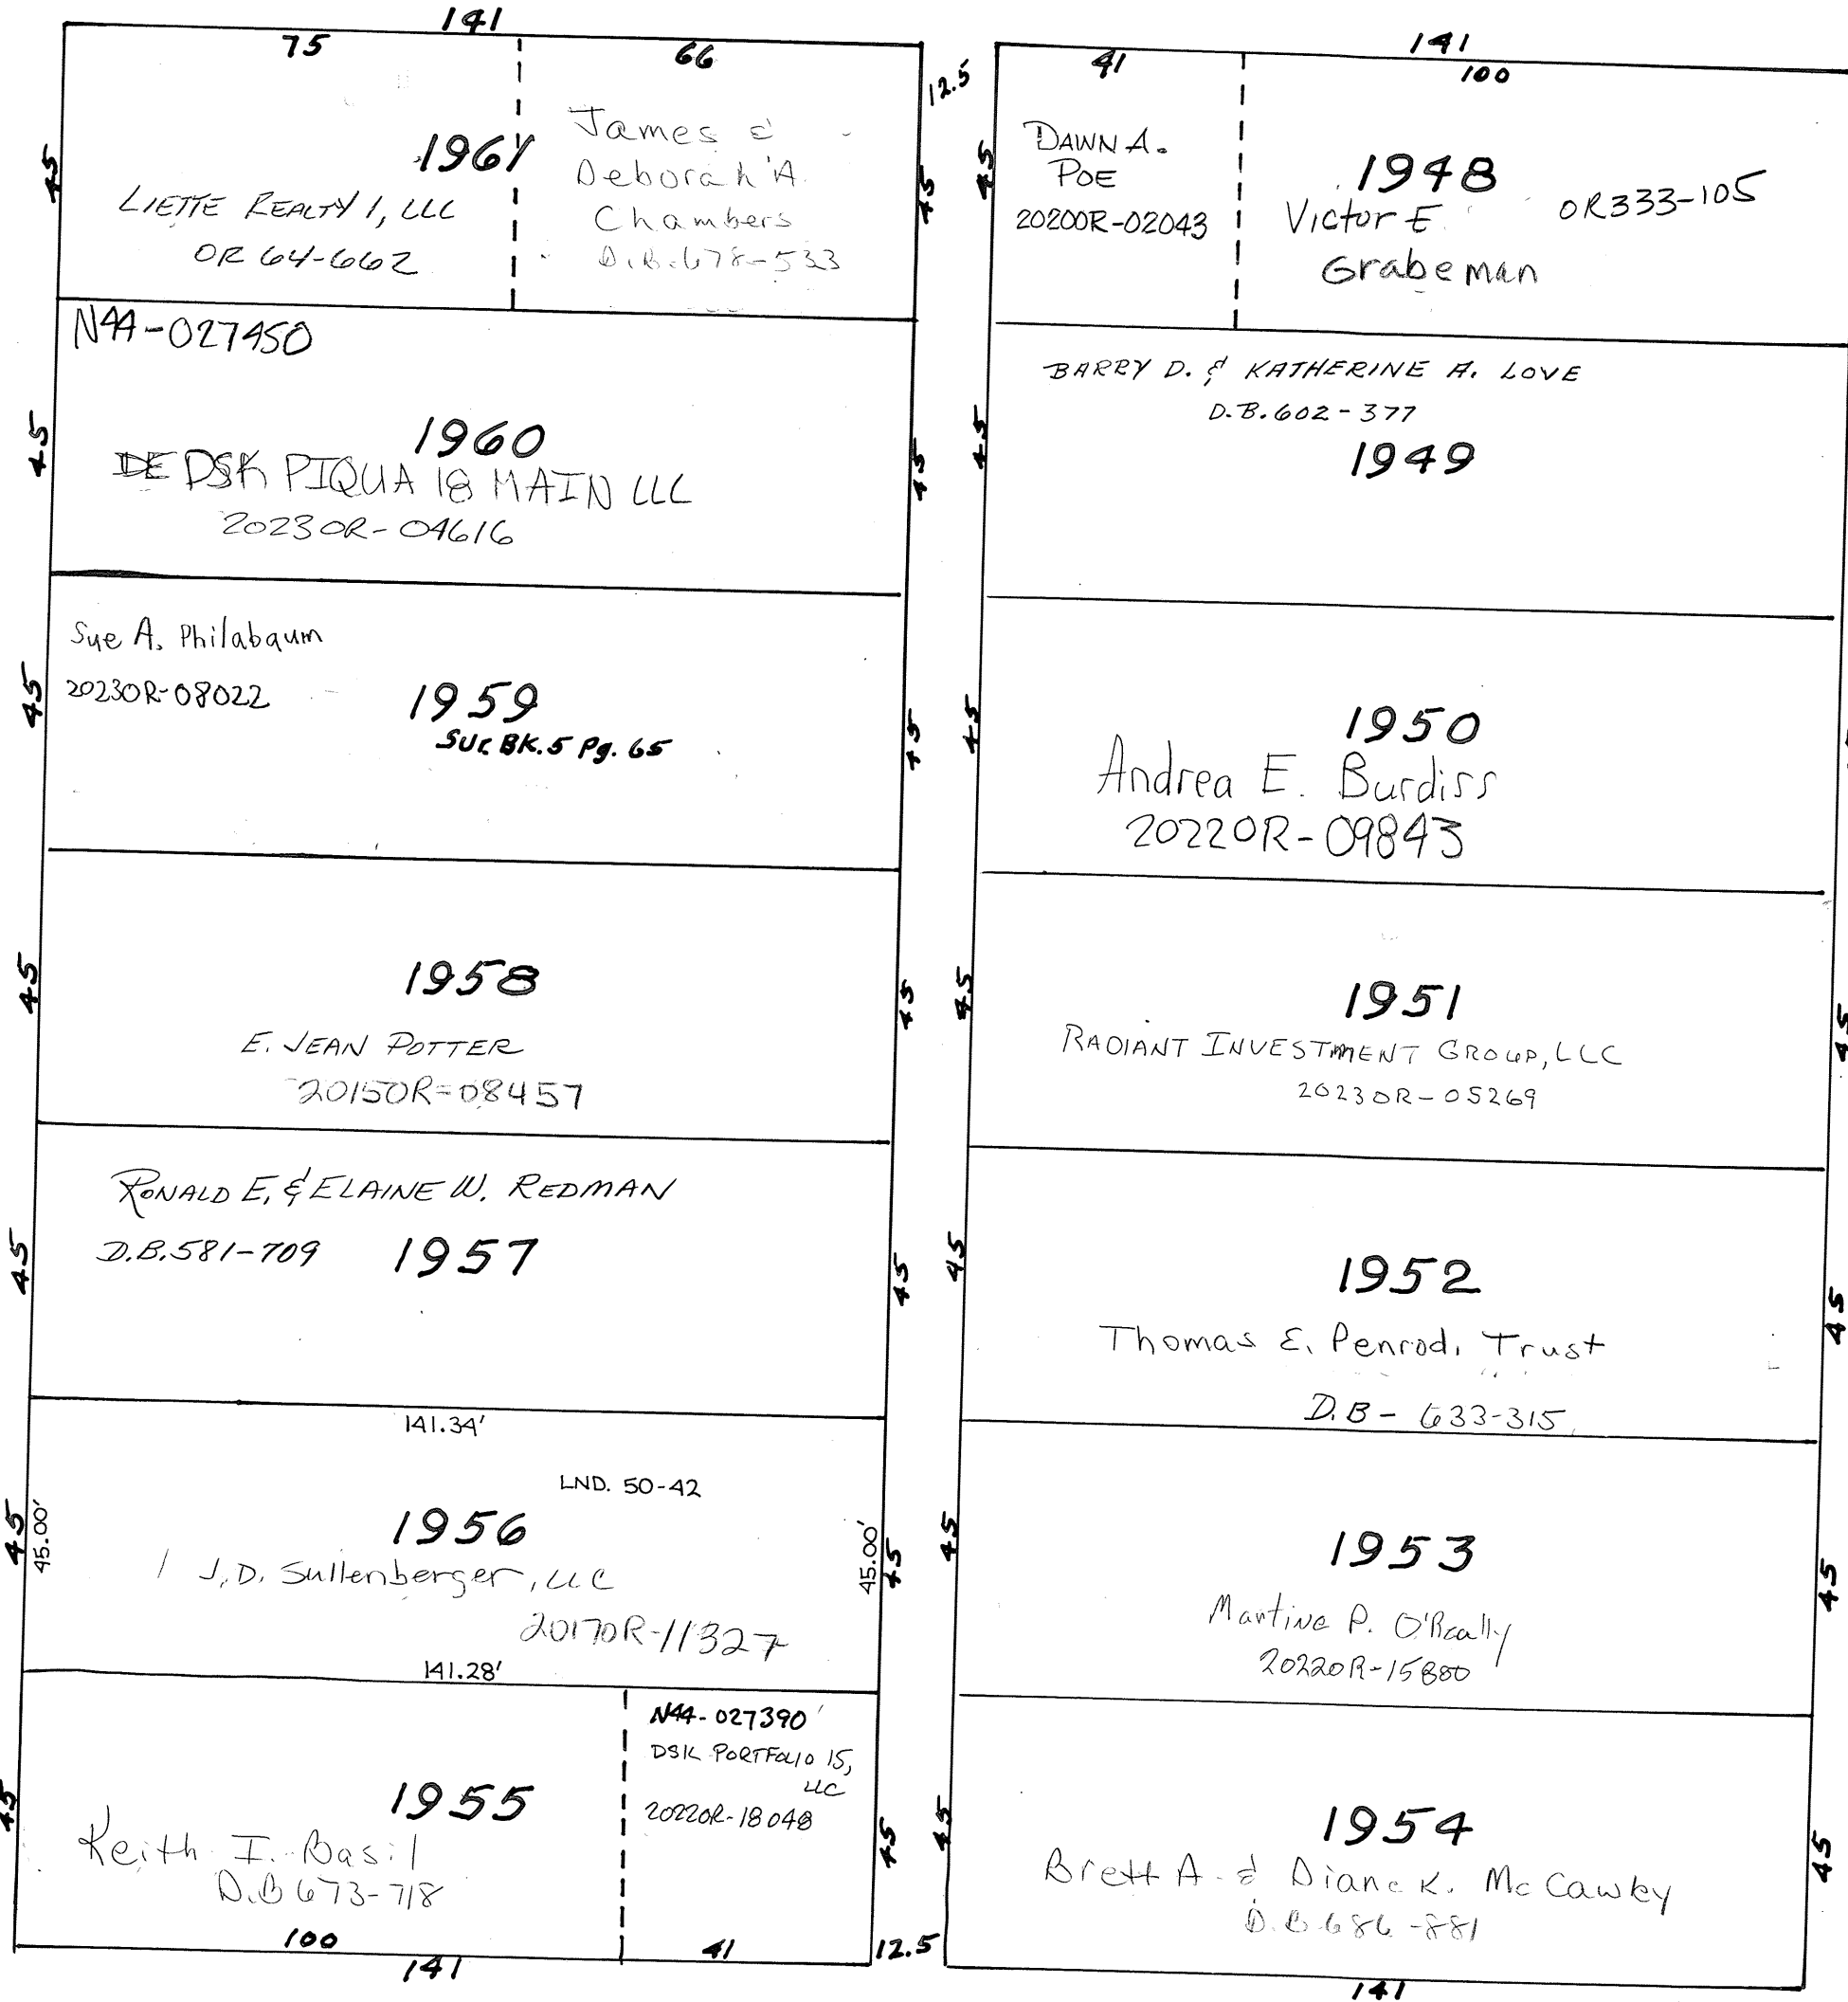 141
75
66
45
1961
LIETTE REALTY 1, LLC
OR 64-662
James &
Deborah A.
Chambers
D.B. 678-533
45
12.5
N44-027450
45
1960
DE DSK PIQUA 18 MAIN LLC
2023OR-04616
45
Sue A. Philabaum
2023OR-08022
45
1959
Sur. BK. 5 Pg. 65
45
45
1958
E. JEAN POTTER
2015OR-08457
45
RONALD E. & ELAINE W. REDMAN
D.B. 581-709
45
1957
45
141.34'
LND. 50-42
45
45.00'
1956
J.D. Sullenberger, LLC
2017OR-11327
45.00'
45
141.28'
45
1955
Keith I. Basil
D.B 673-718
N44-027390
DSK PORTFOLIO 15,
LLC
2022OR-18048
45
100
41
12.5
141
141
41
100
45
DAWN A.
POE
2020OR-02043
1948
Victor E.
Grabeman
OR333-105
BARRY D. & KATHERINE A. LOVE
D.B. 602-377
45
1949
45
1950
Andrea E. Burdiss
2022OR-09843
45
1951
RADIANT INVESTMENT GROUP, LLC
2023OR-05269
45
45
1952
Thomas E. Penrod, Trust
D.B - 633-315
45
45
1953
Martine P. O'Really
2022OR-15880
45
45
1954
Brett A. & Diane K. McCawley
D.B. 686-881
45
141